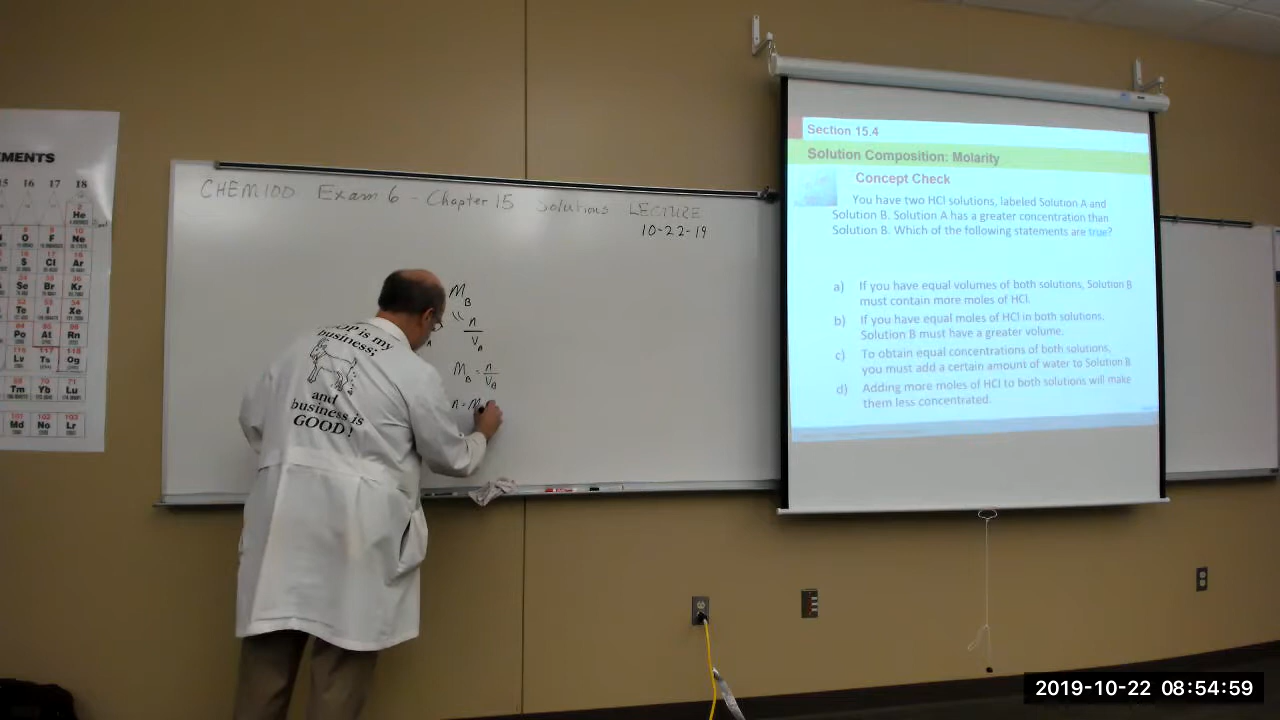 EMENTS
15 16 17 18
He
O F Ne
S Cl Ar
Se Br Kr
Te I Xe
Po At Rn
Lv Ts Og
Tm Yb Lu
Md No Lr
CHEM 100 Exam 6 - Chapter 15 Solutions LECTURE
10-22-19
M_B
n
V_A
M_B = n
V_B
n = M
is my
business;
and
business is
GOOD!
Section 15.4
Solution Composition: Molarity
Concept Check
You have two HCl solutions, labeled Solution A and
Solution B. Solution A has a greater concentration than
Solution B. Which of the following statements are true?
a) If you have equal volumes of both solutions, Solution B
must contain more moles of HCl.
b) If you have equal moles of HCl in both solutions,
Solution B must have a greater volume.
c) To obtain equal concentrations of both solutions,
you must add a certain amount of water to Solution B
d) Adding more moles of HCl to both solutions will make
them less concentrated.
2019-10-22 08:54:59